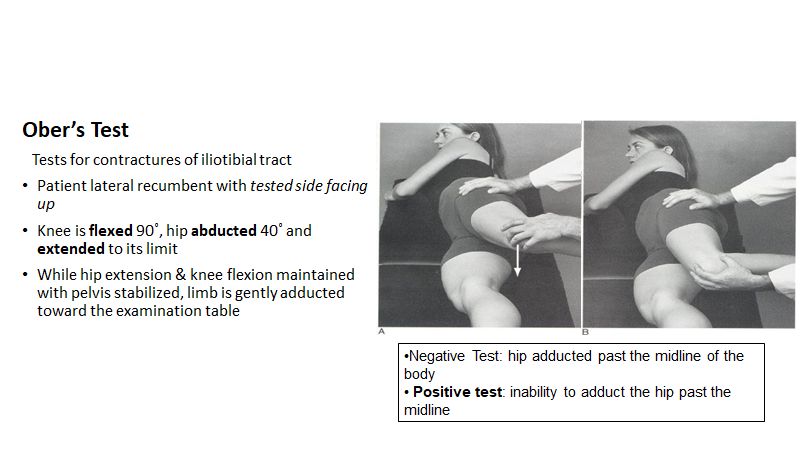 Ober's Test
Tests for contractures of iliotibial tract
• Patient lateral recumbent with tested side facing
up
• Knee is flexed 90˚, hip abducted 40˚ and
extended to its limit
• While hip extension & knee flexion maintained
with pelvis stabilized, limb is gently adducted
toward the examination table
A
B
•Negative Test: hip adducted past the midline of the
body
• Positive test: inability to adduct the hip past the
midline